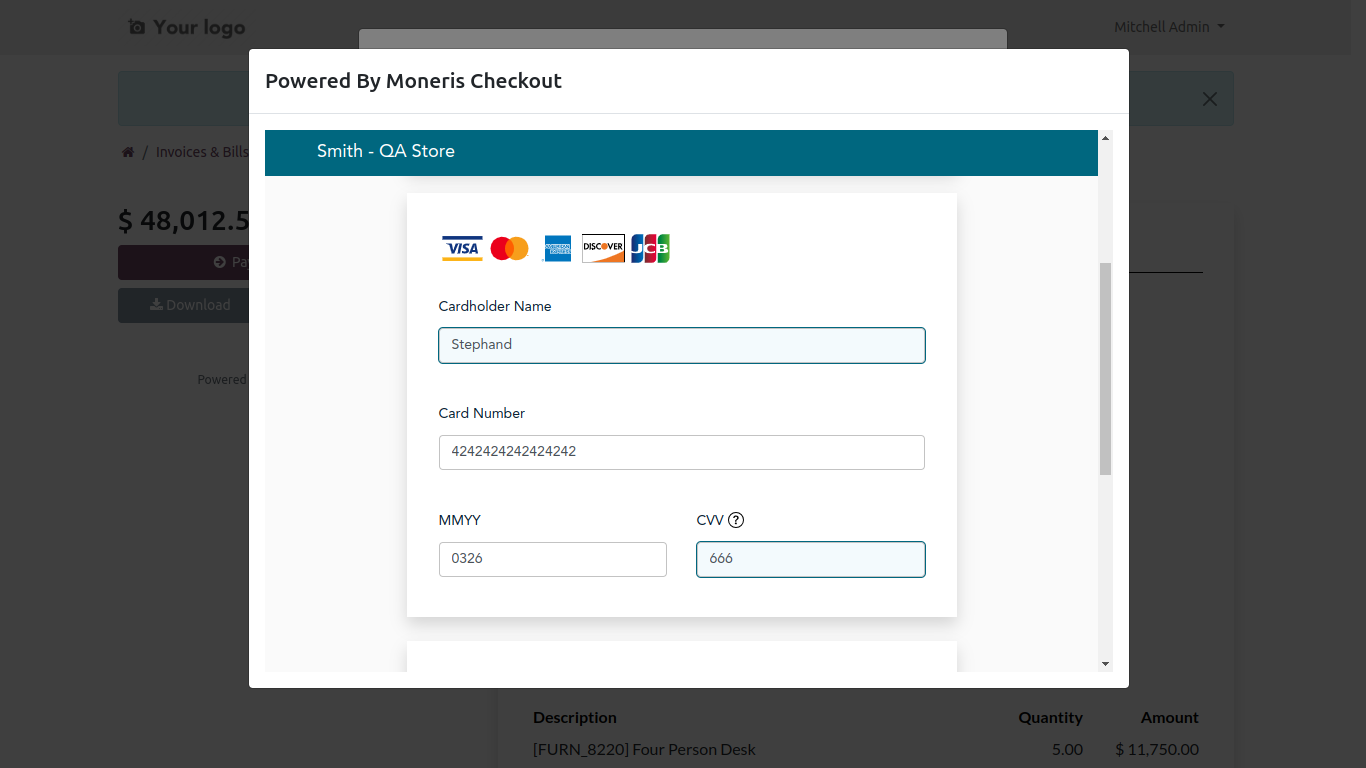 Your logo
Mitchell Admin
Powered By Moneris Checkout
Smith - QA Store
/ Invoices & Bills
$ 48,012.5
Download
Powered
VISA
AMERICAN EXPRESS
DISCOVER
JCB
Cardholder Name
Stephand
Card Number
4242424242424242
MMYY CVV ?
0326 666
Description Quantity Amount
[FURN_8220] Four Person Desk 5.00 $ 11,750.00